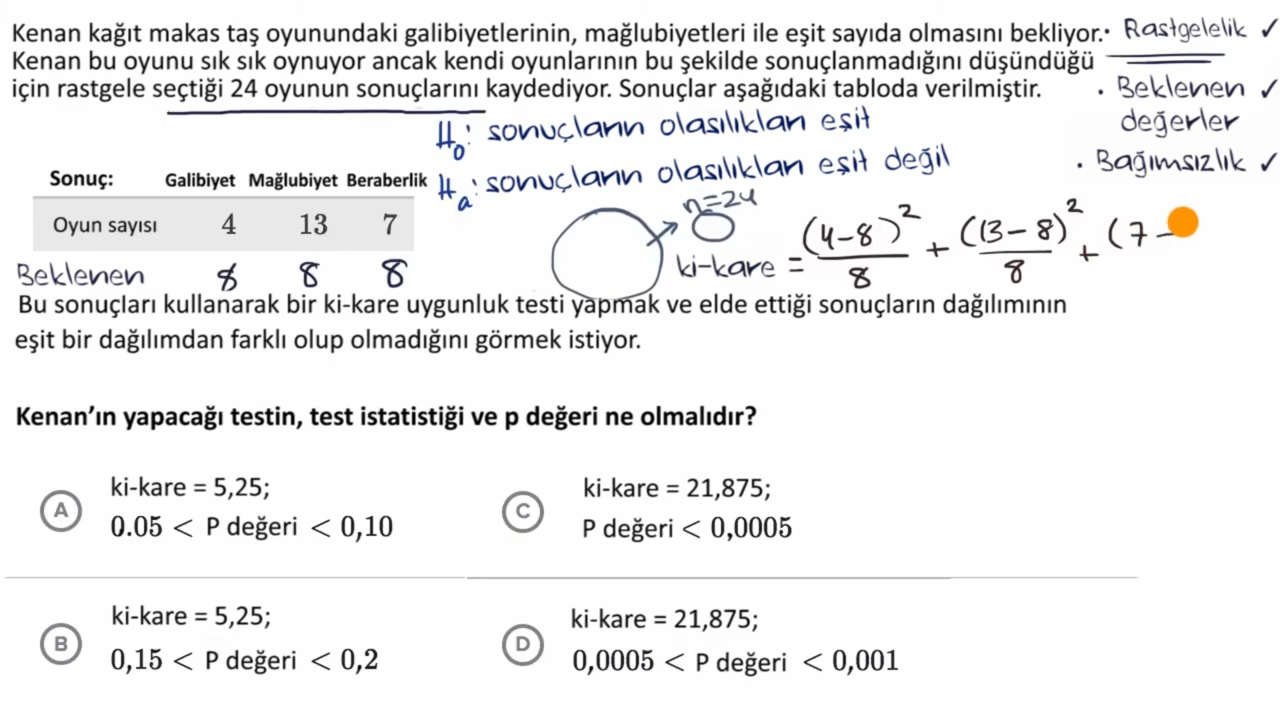 Kenan kağıt makas taş oyunundaki galibiyetlerinin, mağlubiyetleri ile eşit sayıda olmasını bekliyor.
Kenan bu oyunu sık sık oynuyor ancak kendi oyunlarının bu şekilde sonuçlanmadığını düşündüğü
için rastgele seçtiği 24 oyunun sonuçlarını kaydediyor. Sonuçlar aşağıdaki tabloda verilmiştir.
• Rastgelelik ✓
• Beklenen ✓
değerler
• Bağımsızlık ✓
H₀: sonuçların olasılıkları eşit
Hₐ: sonuçların olasılıkları eşit değil
Sonuç: Galibiyet Mağlubiyet Beraberlik
Oyun sayısı 4 13 7
Beklenen 8 8 8
n=24
ki-kare = (4-8)²/8 + (13-8)²/8 + (7-
Bu sonuçları kullanarak bir ki-kare uygunluk testi yapmak ve elde ettiği sonuçların dağılımının
eşit bir dağılımdan farklı olup olmadığını görmek istiyor.
Kenan'ın yapacağı testin, test istatistiği ve p değeri ne olmalıdır?
A ki-kare = 5,25;
0.05 < P değeri < 0,10
C ki-kare = 21,875;
P değeri < 0,0005
B ki-kare = 5,25;
0,15 < P değeri < 0,2
D ki-kare = 21,875;
0,0005 < P değeri < 0,001